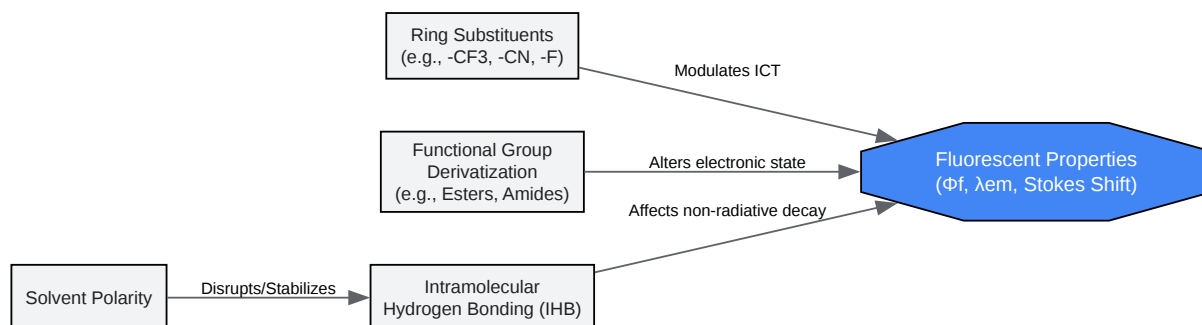 Ring Substituents
(e.g., -CF3, -CN, -F)
Modulates ICT
Functional Group
Derivatization
(e.g., Esters, Amides)
Alters electronic state
Fluorescent Properties
(Φf, λem, Stokes Shift)
Affects non-radiative decay
Solvent Polarity
Disrupts/Stabilizes
Intramolecular
Hydrogen Bonding (IHB)